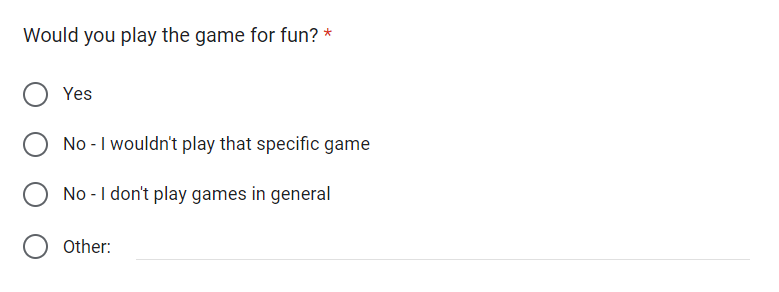 Would you play the game for fun? *
Yes
No - I wouldn't play that specific game
No - I don't play games in general
Other: